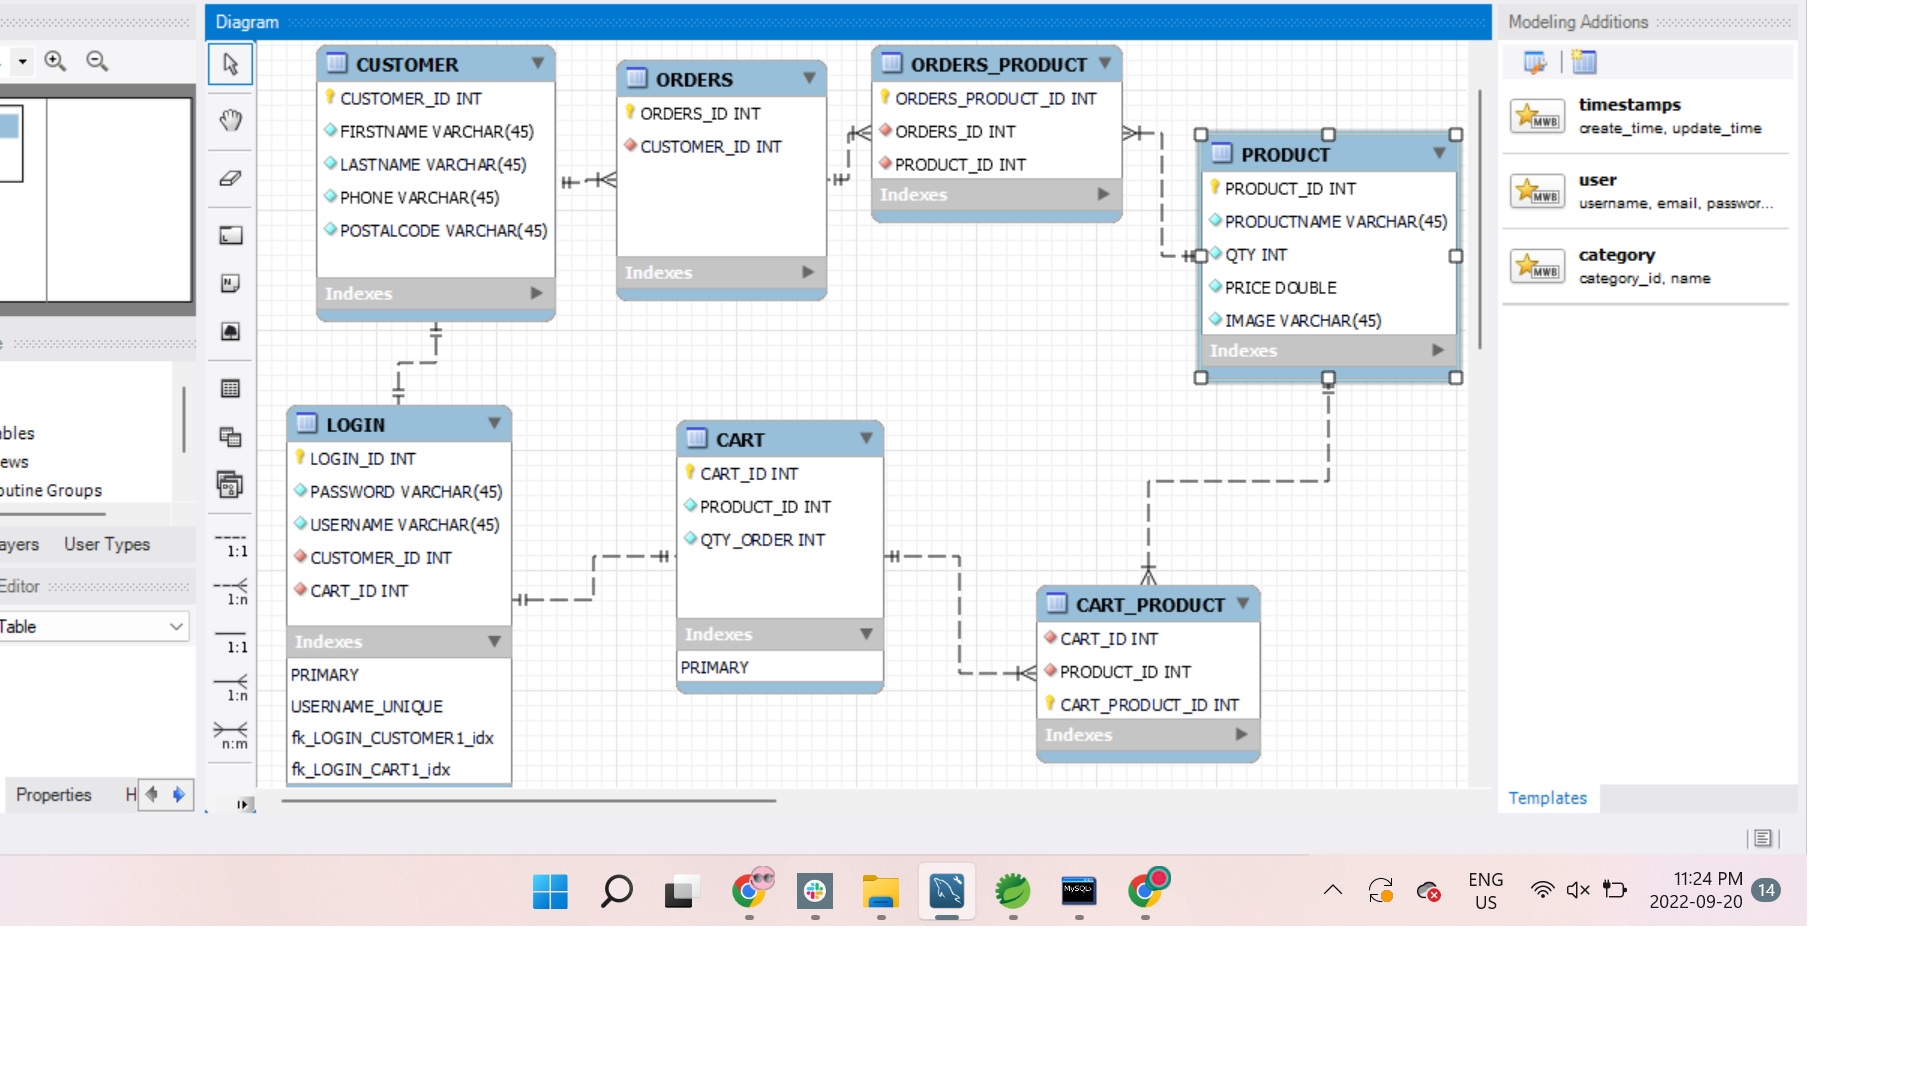 Diagram
Modeling Additions
CUSTOMER
CUSTOMER_ID INT
FIRSTNAME VARCHAR(45)
LASTNAME VARCHAR(45)
PHONE VARCHAR(45)
POSTALCODE VARCHAR(45)
Indexes
ORDERS
ORDERS_ID INT
CUSTOMER_ID INT
Indexes
ORDERS_PRODUCT
ORDERS_PRODUCT_ID INT
ORDERS_ID INT
PRODUCT_ID INT
Indexes
PRODUCT
PRODUCT_ID INT
PRODUCTNAME VARCHAR(45)
QTY INT
PRICE DOUBLE
IMAGE VARCHAR(45)
Indexes
MWB
timestamps
create_time, update_time
MWB
user
username, email, passwor...
MWB
category
category_id, name
LOGIN
LOGIN_ID INT
PASSWORD VARCHAR(45)
USERNAME VARCHAR(45)
CUSTOMER_ID INT
CART_ID INT
Indexes
PRIMARY
USERNAME_UNIQUE
fk_LOGIN_CUSTOMER1_idx
fk_LOGIN_CART1_idx
CART
CART_ID INT
PRODUCT_ID INT
QTY_ORDER INT
Indexes
PRIMARY
CART_PRODUCT
CART_ID INT
PRODUCT_ID INT
CART_PRODUCT_ID INT
Indexes
bles
ews
outine Groups
ayers User Types
Editor
Table
Properties H
1:1
1:n
1:1
1:n
n:m
Templates
MySQL
ENG
US
11:24 PM
2022-09-20
14